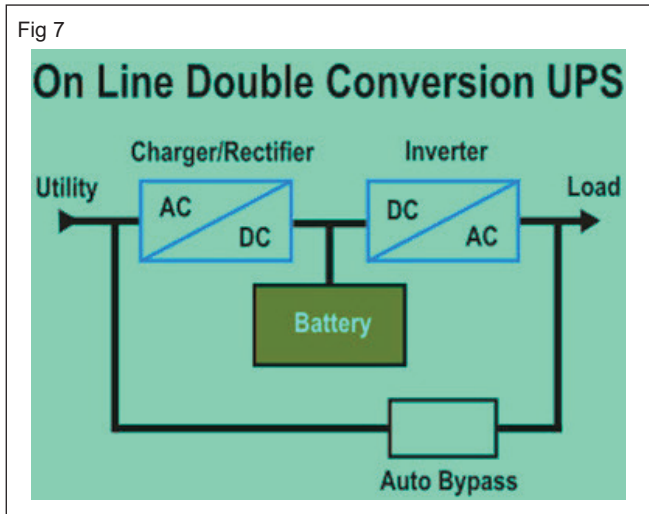 Fig 7
On Line Double Conversion UPS
Charger/Rectifier
Inverter
Utility
Load
AC
DC
DC
AC
Battery
Auto Bypass